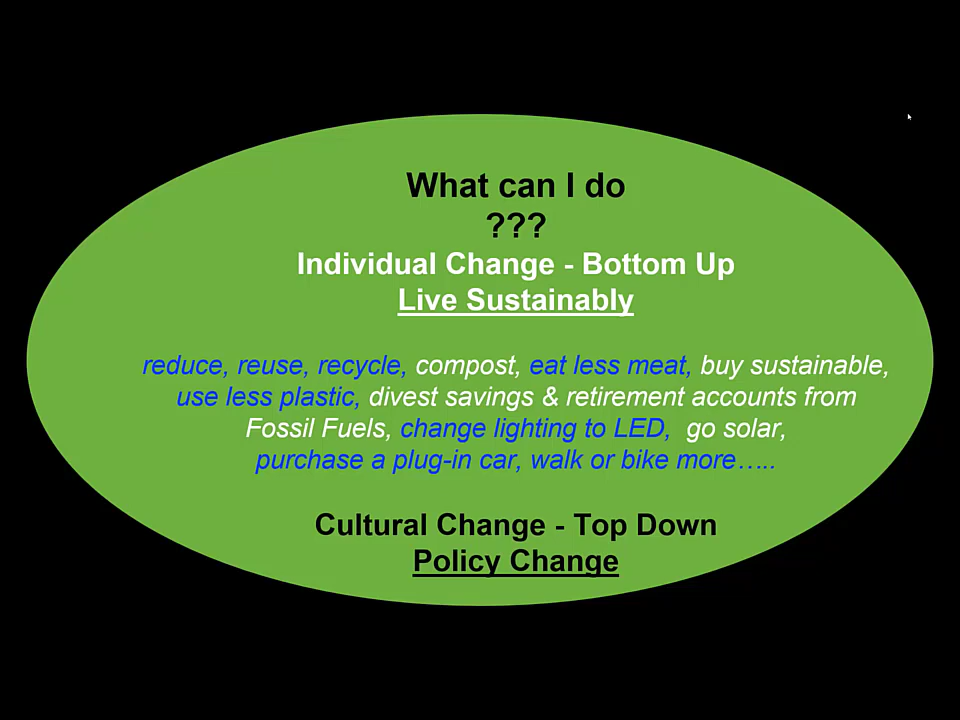 What can I do
???
Individual Change - Bottom Up
Live Sustainably
reduce, reuse, recycle, compost, eat less meat, buy sustainable,
use less plastic, divest savings & retirement accounts from
Fossil Fuels, change lighting to LED, go solar,
purchase a plug-in car, walk or bike more…..
Cultural Change - Top Down
Policy Change